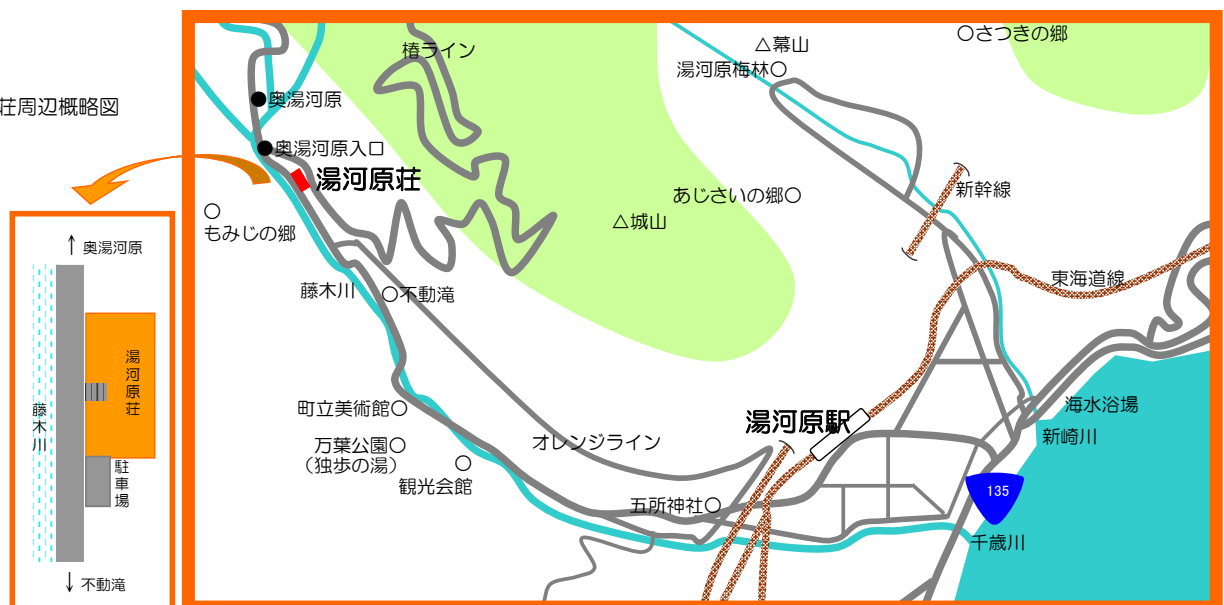 荘周辺概略図
椿ライン
△幕山
○さつきの郷
湯河原梅林○
●奥湯河原
●奥湯河原入口
湯河原荘
新幹線
あじさいの郷○
△城山
○
もみじの郷
東海道線
藤木川
○不動滝
町立美術館○
万葉公園○
(独歩の湯)
○
観光会館
オレンジライン
湯河原駅
海水浴場
新崎川
五所神社○
135
千歳川
↑ 奥湯河原
湯河原荘
藤木川
駐車場
↓ 不動滝